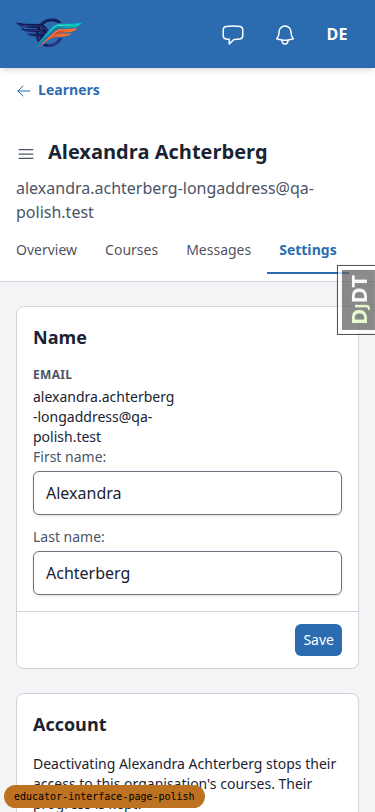 DE
← Learners
Alexandra Achterberg
alexandra.achterberg-longaddress@qa-
polish.test
Overview Courses Messages Settings
DjDT
Name
EMAIL
alexandra.achterberg
-longaddress@qa-
polish.test
First name:
Alexandra
Last name:
Achterberg
Save
Account
Deactivating Alexandra Achterberg stops their
access to this organisation's courses. Their
educator-interface-page-polish